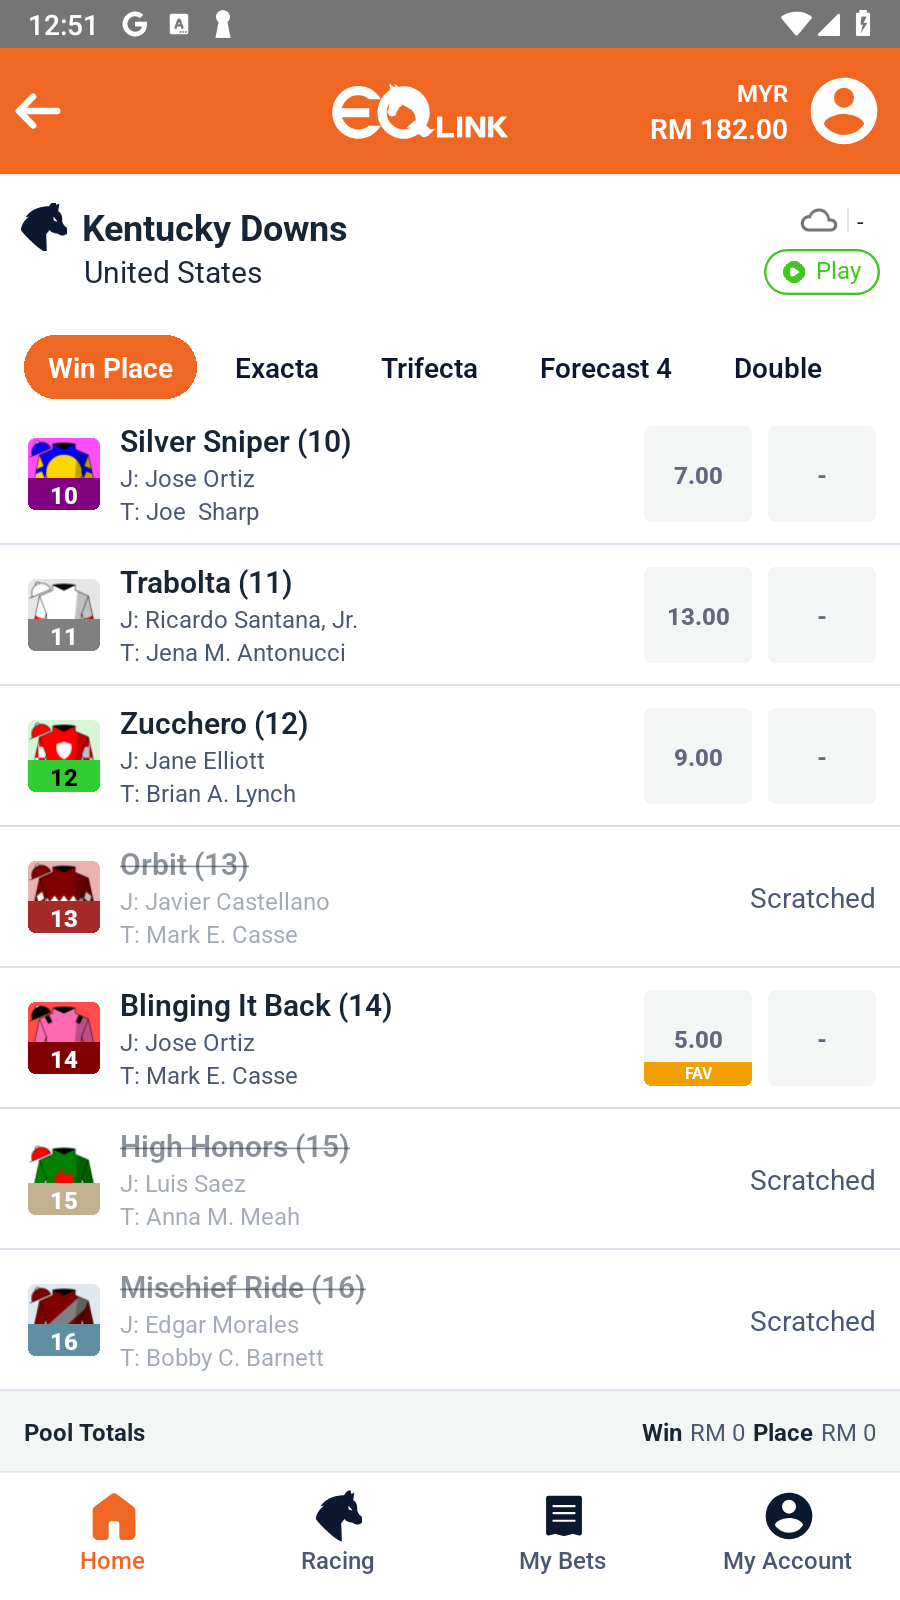 12:51
EQLINK
MYR
RM 182.00
Kentucky Downs
-
United States
Play
Win Place Exacta Trifecta Forecast 4 Double
Silver Sniper (10)
J: Jose Ortiz
T: Joe  Sharp
10
7.00 -
Trabolta (11)
J: Ricardo Santana, Jr.
T: Jena M. Antonucci
11
13.00 -
Zucchero (12)
J: Jane Elliott
T: Brian A. Lynch
12
9.00 -
Orbit (13)
J: Javier Castellano
T: Mark E. Casse
13
Scratched
Blinging It Back (14)
J: Jose Ortiz
T: Mark E. Casse
14
5.00 -
FAV
High Honors (15)
J: Luis Saez
T: Anna M. Meah
15
Scratched
Mischief Ride (16)
J: Edgar Morales
T: Bobby C. Barnett
16
Scratched
Pool Totals Win RM 0 Place RM 0
Home Racing My Bets My Account